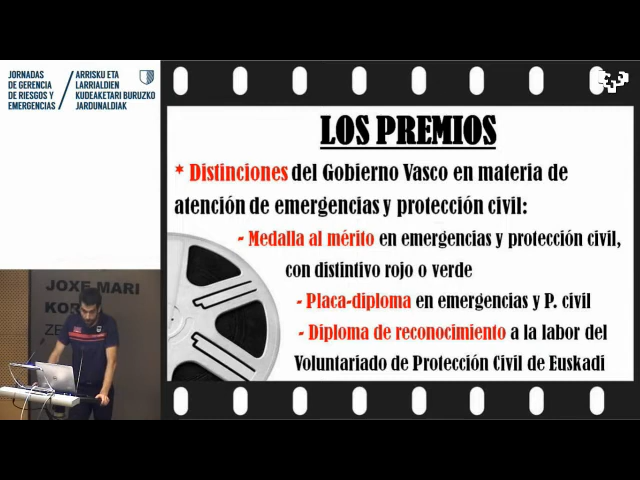 JORNADAS
DE GERENCIA
DE RIESGOS Y
EMERGENCIAS
ARRISKU ETA
LARRIALDIEN
KUDEAKETARI BURUZKO
JARDUNALDIAK
LOS PREMIOS
* Distinciones del Gobierno Vasco en materia de
atención de emergencias y protección civil:
- Medalla al mérito en emergencias y protección civil,
con distintivo rojo o verde
- Placa-diploma en emergencias y P. civil
- Diploma de reconocimiento a la labor del
Voluntariado de Protección Civil de Euskadi
JOXE MARI